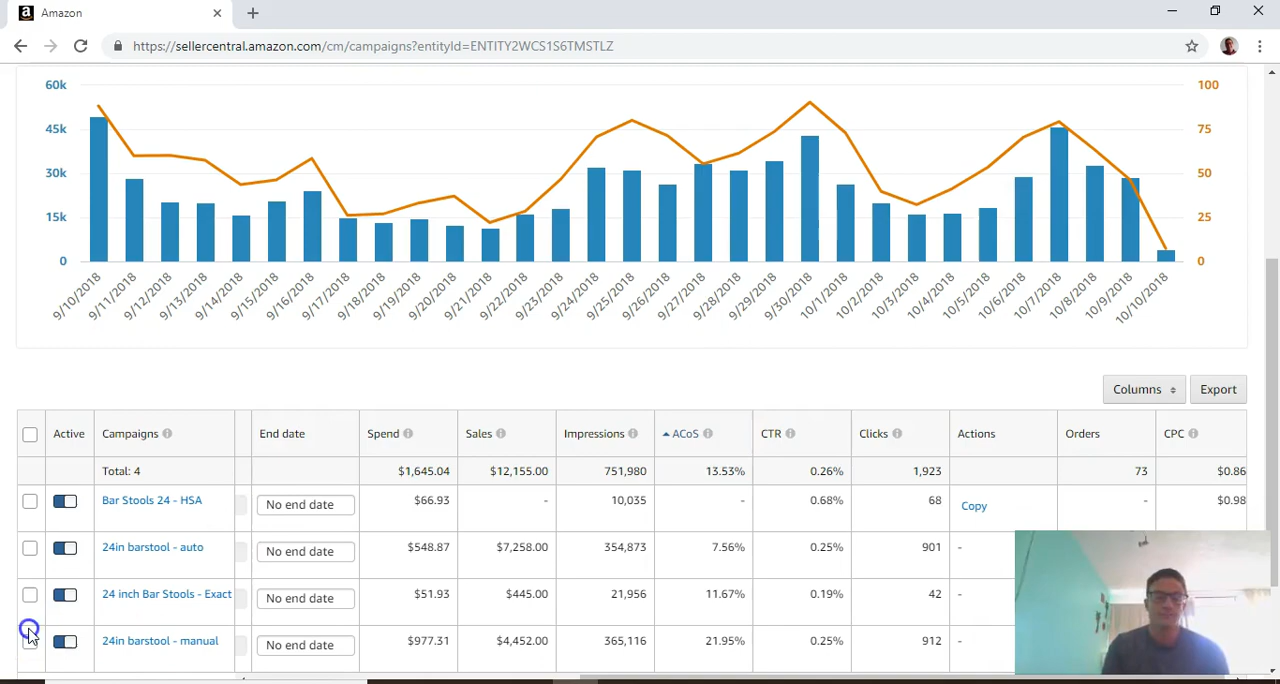 Amazon
https://sellercentral.amazon.com/cm/campaigns?entityId=ENTITY2WCS1S6TMSTLZ
60k 100
45k 75
30k 50
15k 25
0 0
9/10/2018 9/11/2018 9/12/2018 9/13/2018 9/14/2018 9/15/2018 9/16/2018 9/17/2018 9/18/2018 9/19/2018 9/20/2018 9/21/2018 9/22/2018 9/23/2018 9/24/2018 9/25/2018 9/26/2018 9/27/2018 9/28/2018 9/29/2018 9/30/2018 10/1/2018 10/2/2018 10/3/2018 10/4/2018 10/5/2018 10/6/2018 10/7/2018 10/8/2018 10/9/2018 10/10/2018
Columns Export
Active Campaigns End date Spend Sales Impressions ACoS CTR Clicks Actions Orders CPC
Total: 4 $1,645.04 $12,155.00 751,980 13.53% 0.26% 1,923 73 $0.86
Bar Stools 24 - HSA No end date $66.93 - 10,035 - 0.68% 68 Copy - $0.98
24in barstool - auto No end date $548.87 $7,258.00 354,873 7.56% 0.25% 901 -
24 inch Bar Stools - Exact No end date $51.93 $445.00 21,956 11.67% 0.19% 42 -
24in barstool - manual No end date $977.31 $4,452.00 365,116 21.95% 0.25% 912 -